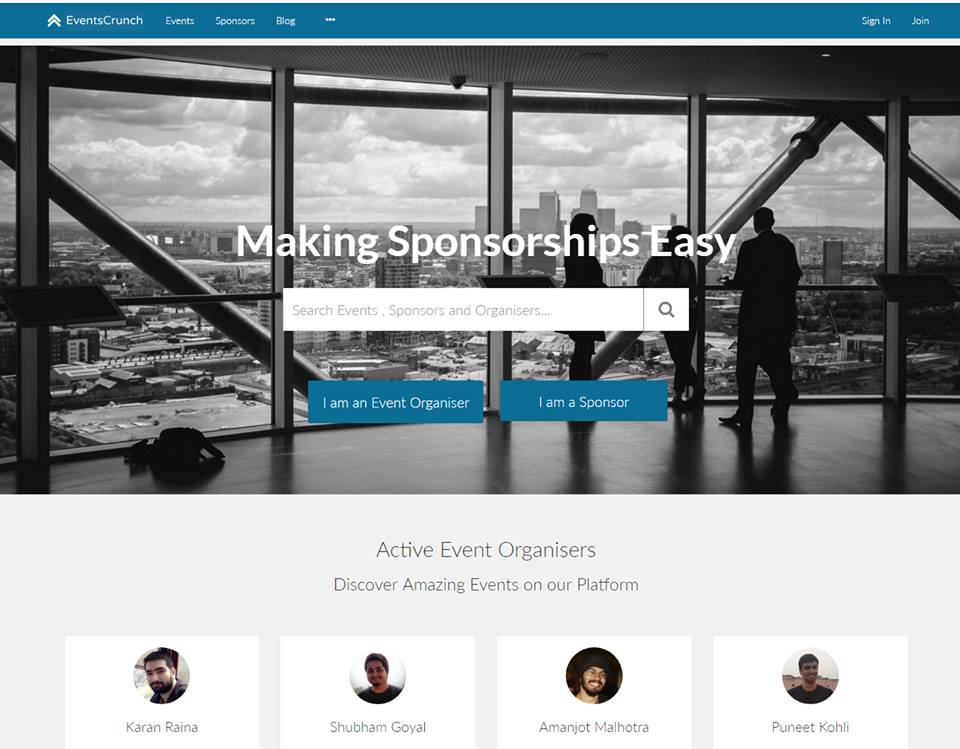 EventsCrunch Events Sponsors Blog ••• Sign In Join
Making Sponsorships Easy
Search Events , Sponsors and Organisers...
I am an Event Organiser I am a Sponsor
Active Event Organisers
Discover Amazing Events on our Platform
Karan Raina Shubham Goyal Amanjot Malhotra Puneet Kohli